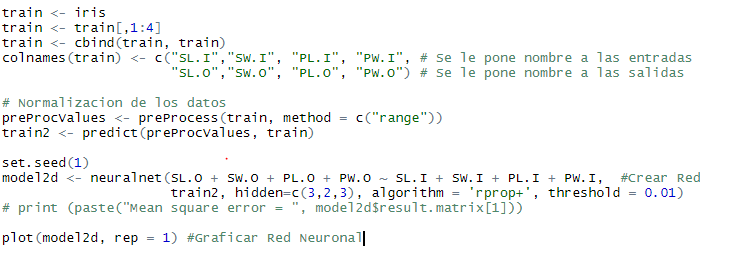 train <- iris
train <- train[,1:4]
train <- cbind(train, train)
colnames(train) <- c("SL.I","SW.I", "PL.I", "PW.I", # Se le pone nombre a las entradas
"SL.O","SW.O", "PL.O", "PW.O") # Se le pone nombre a las salidas
# Normalizacion de los datos
preProcValues <- preProcess(train, method = c("range"))
train2 <- predict(preProcValues, train)
set.seed(1)
model2d <- neuralnet(SL.O + SW.O + PL.O + PW.O ~ SL.I + SW.I + PL.I + PW.I,  #Crear Red
train2, hidden=c(3,2,3), algorithm = 'rprop+', threshold = 0.01)
# print (paste("Mean square error = ", model2d$result.matrix[1]))
plot(model2d, rep = 1) #Graficar Red Neuronal